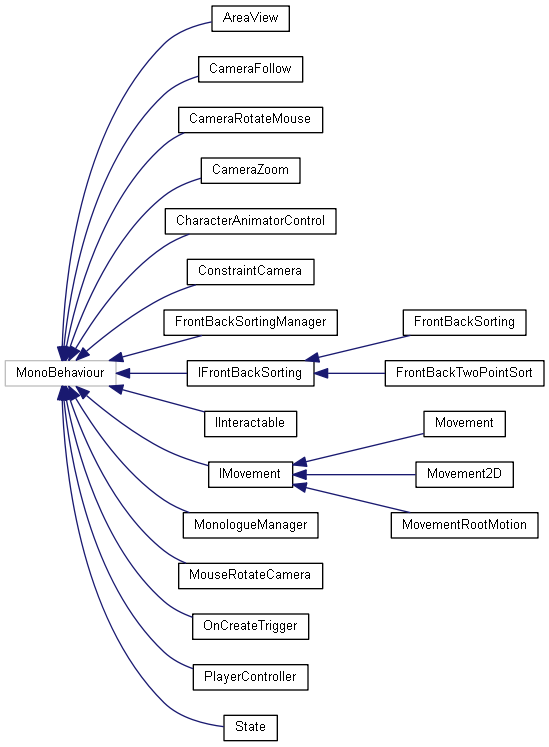 AreaView
CameraFollow
CameraRotateMouse
CameraZoom
CharacterAnimatorControl
ConstraintCamera
FrontBackSortingManager
FrontBackSorting
MonoBehaviour
IFrontBackSorting
FrontBackTwoPointSort
IInteractable
Movement
IMovement
Movement2D
MonologueManager
MovementRootMotion
MouseRotateCamera
OnCreateTrigger
PlayerController
State